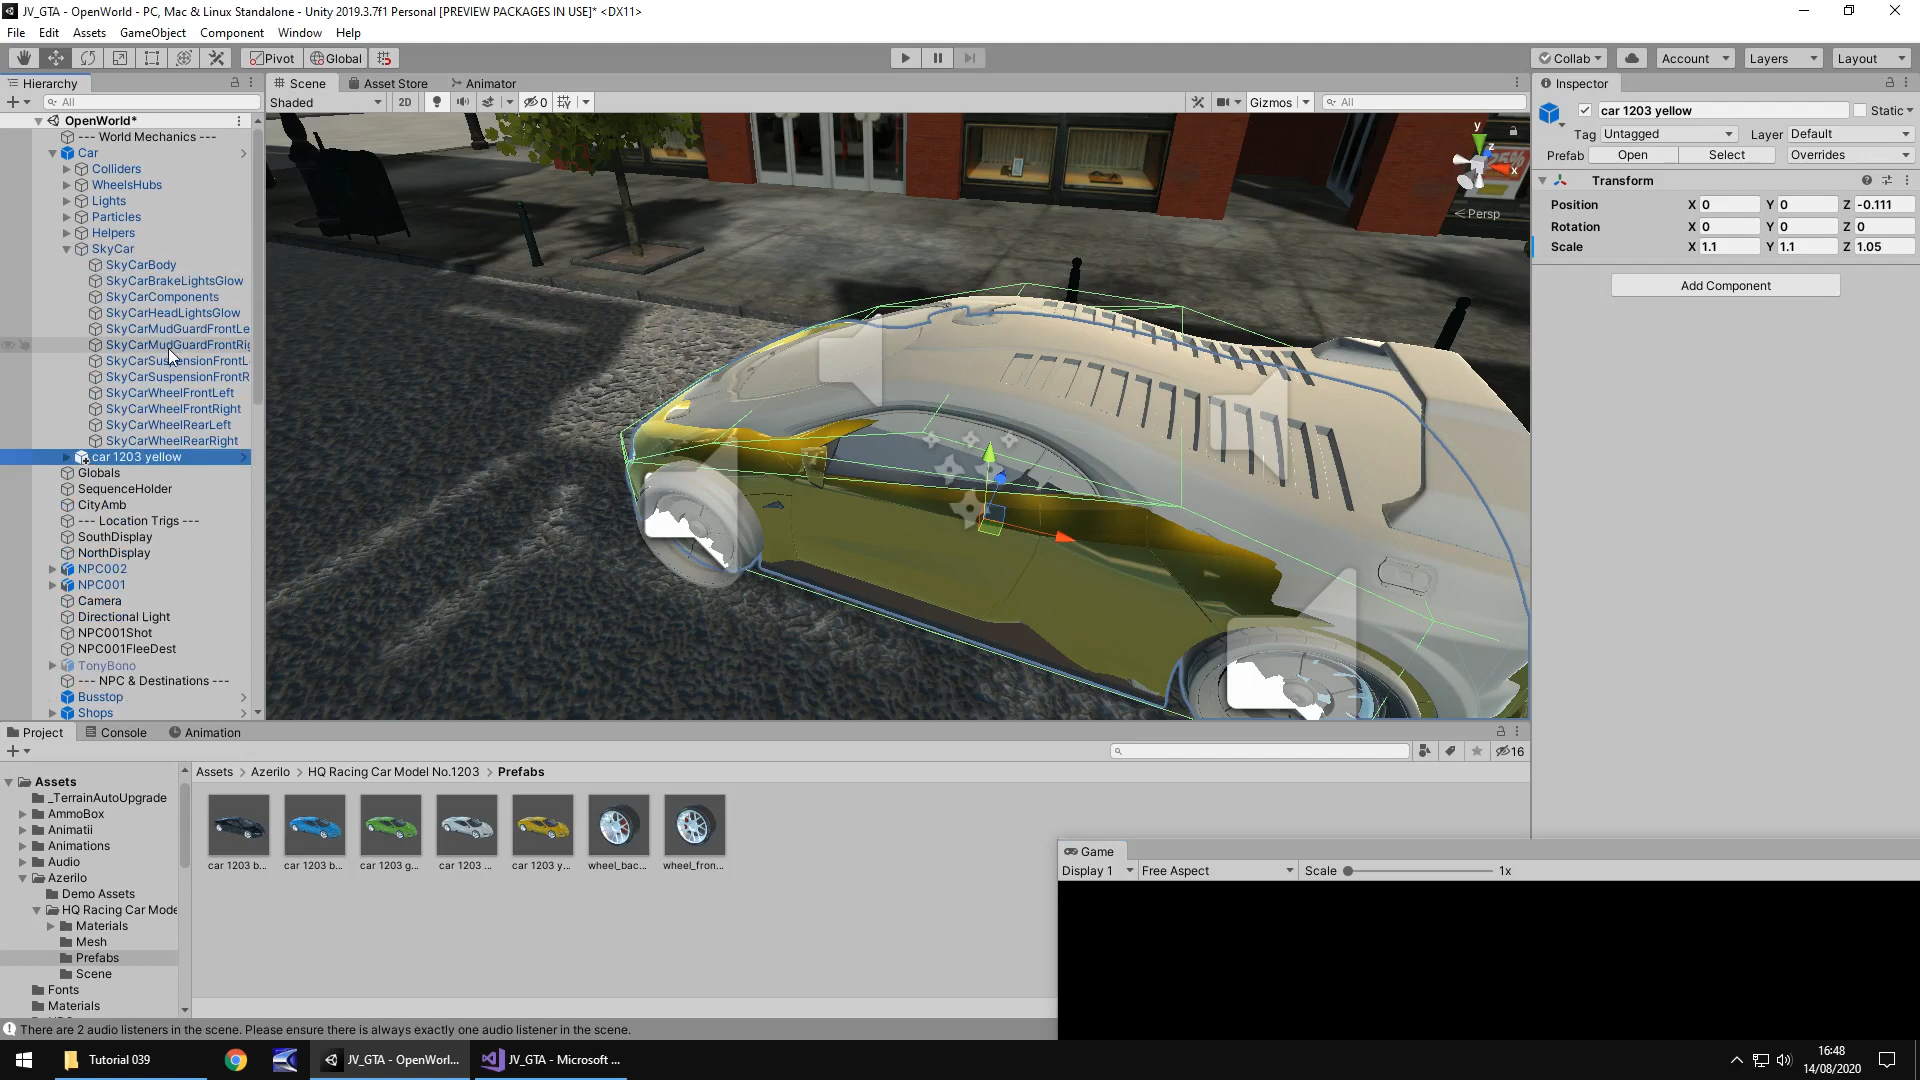 JV_GTA - OpenWorld - PC, Mac & Linux Standalone - Unity 2019.3.7f1 Personal [PREVIEW PACKAGES IN USE]* <DX11>
File Edit Assets GameObject Component Window Help
Pivot Global Collab Account Layers Layout
Hierarchy Scene Asset Store Animator Inspector
All Shaded 2D 0 Gizmos All
OpenWorld*
--- World Mechanics ---
Car
Colliders
WheelsHubs
Lights
Particles
Helpers
SkyCar
SkyCarBody
SkyCarBrakeLightsGlow
SkyCarComponents
SkyCarHeadLightsGlow
SkyCarMudGuardFrontLe
SkyCarMudGuardFrontRig
SkyCarSuspensionFrontL
SkyCarSuspensionFrontR
SkyCarWheelFrontLeft
SkyCarWheelFrontRight
SkyCarWheelRearLeft
SkyCarWheelRearRight
car 1203 yellow
Globals
SequenceHolder
CityAmb
--- Location Trigs ---
SouthDisplay
NorthDisplay
NPC002
NPC001
Camera
Directional Light
NPC001Shot
NPC001FleeDest
TonyBono
--- NPC & Destinations ---
Busstop
Shops
y
z
x
< Persp
25%
car 1203 yellow Static
Tag Untagged Layer Default
Prefab Open Select Overrides
Transform
Position X 0 Y 0 Z -0.111
Rotation X 0 Y 0 Z 0
Scale X 1.1 Y 1.1 Z 1.05
Add Component
Project Console Animation
16
Assets
_TerrainAutoUpgrade
AmmoBox
Animatii
Animations
Audio
Azerilo
Demo Assets
HQ Racing Car Mode
Materials
Mesh
Prefabs
Scene
Fonts
Materials
Assets > Azerilo > HQ Racing Car Model No.1203 > Prefabs
car 1203 b... car 1203 b... car 1203 g... car 1203 ... car 1203 y... wheel_bac... wheel_fron...
Game
Display 1 Free Aspect Scale 1x
There are 2 audio listeners in the scene. Please ensure there is always exactly one audio listener in the scene.
Tutorial 039 JV_GTA - OpenWorl... JV_GTA - Microsoft ...
16:48
14/08/2020